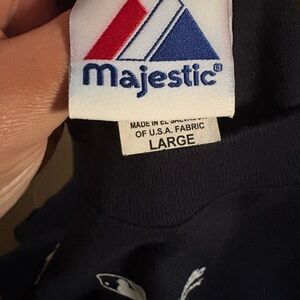 majestic®
MADE IN EL SALVADOR
OF U.S.A. FABRIC
LARGE